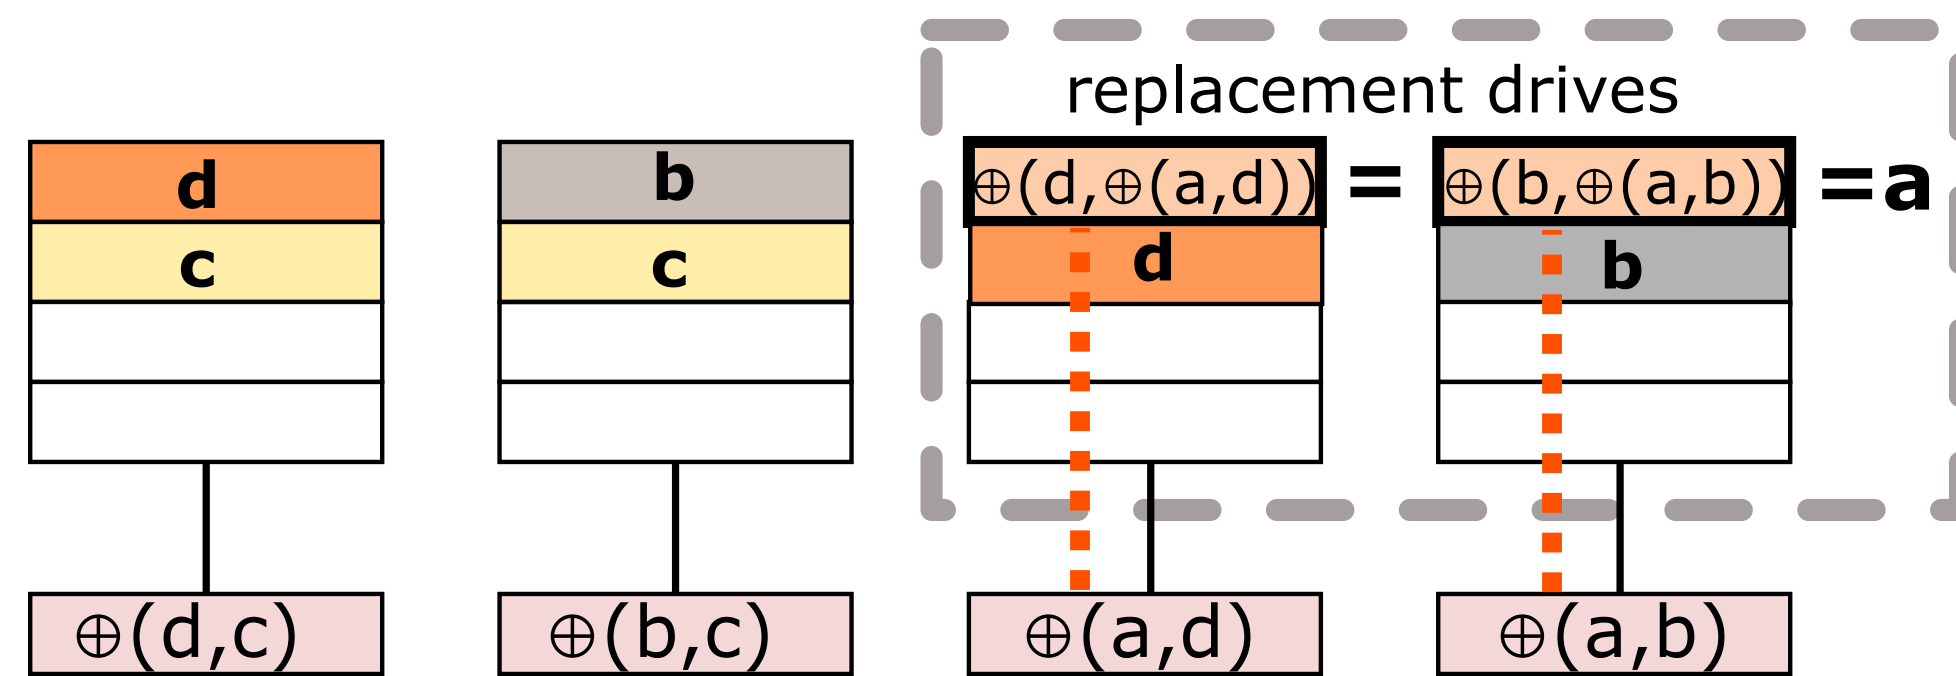 replacement drives
d b ⊕(d,⊕(a,d)) = ⊕(b,⊕(a,b)) =a
c c d b
⊕(d,c) ⊕(b,c) ⊕(a,d) ⊕(a,b)